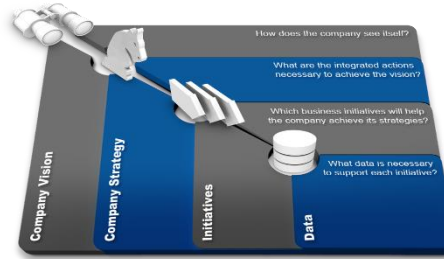 How does the company see itself?
What are the integrated actions
necessary to achieve the vision?
Which business initiatives will help
the company achieve its strategies?
What data is necessary
to support each initiative?
Company Vision
Company Strategy
Initiatives
Data